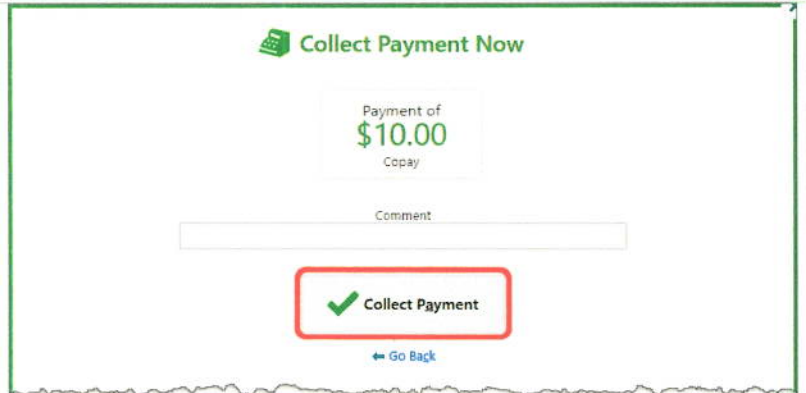 Collect Payment Now
Payment of
$10.00
Copay
Comment
Collect Payment
Go Back